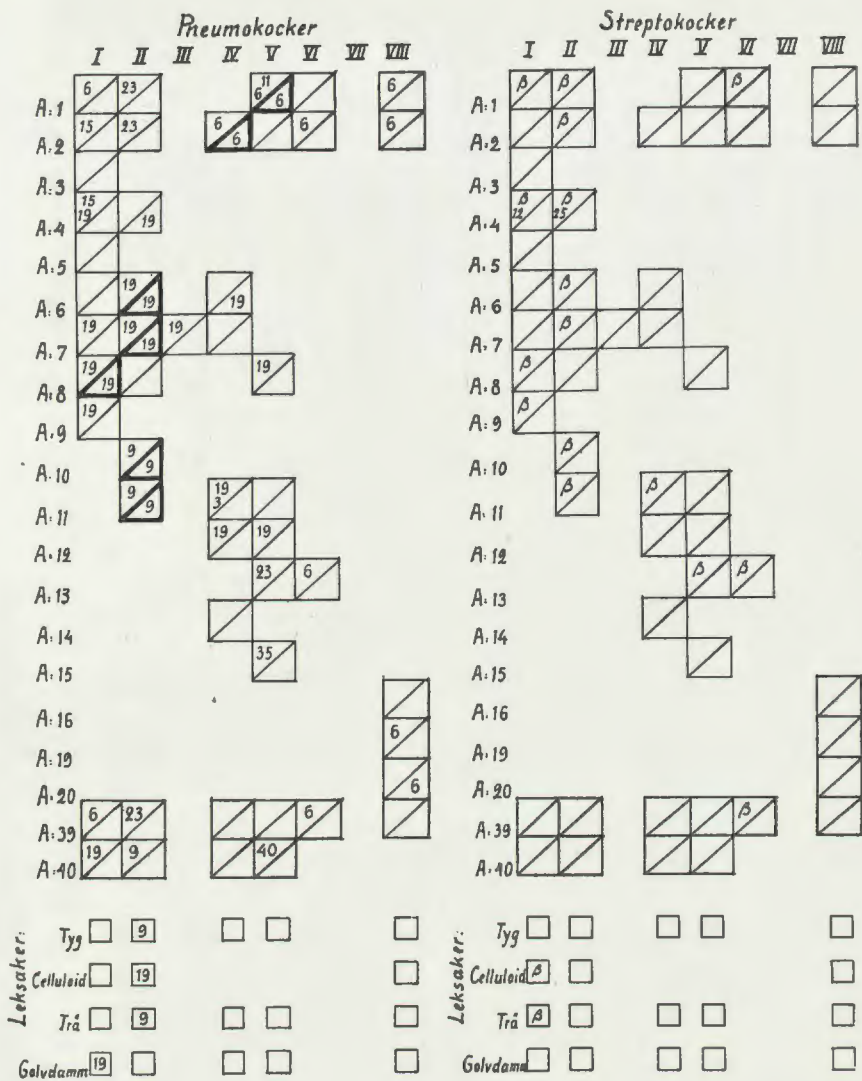 Pneumokocker Streptokocker
I II III IV V VI VII VIII I II III IV V VI VII VIII
A:1 6 23 6 11 6 6 A:1 β β β
A:2 15 23 6 6 6 6 A:2 β
A:3 A:3
A:4 15 19 19 A:4 β 12 β 25
A:5 A:5
A:6 19 19 19 A:6 β
A:7 19 19 19 19 A:7 β
A:8 19 19 19 A:8 β
A:9 19 A:9 β
A:10 9 9 A:10 β
A:11 9 9 19 3 A:11 β β
A:12 19 19 A:12
A:13 23 6 A:13 β β
A:14 A:14
A:15 35 A:15
A:16 A:16
A:19 6 A:19
A:20 6 A:20
A:39 6 23 6 A:39 β
A:40 19 9 40 A:40
Leksaker: Leksaker:
Tyg 9 Tyg
Celluloid 19 Celluloid β
Trä 9 Trä β
Golvdamm 19 Golvdamm